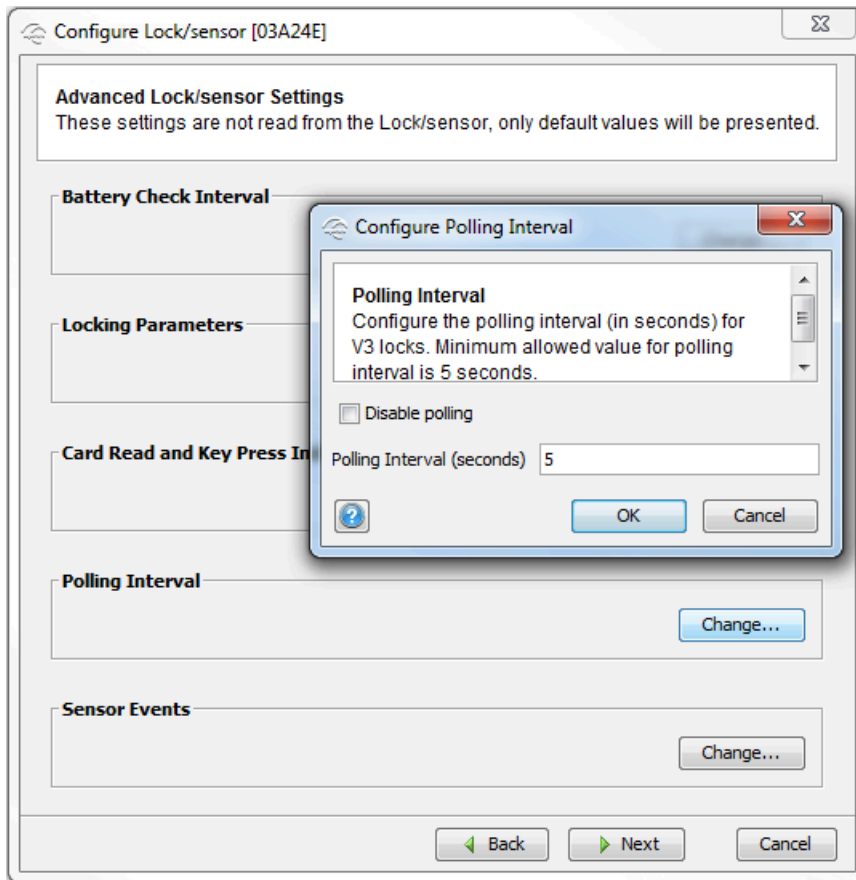 Configure Lock/sensor [03A24E]
Advanced Lock/sensor Settings
These settings are not read from the Lock/sensor, only default values will be presented.
Battery Check Interval
Locking Parameters
Card Read and Key Press In
Configure Polling Interval
Polling Interval
Configure the polling interval (in seconds) for
V3 locks. Minimum allowed value for polling
interval is 5 seconds.
Disable polling
Polling Interval (seconds) 5
OK Cancel
Polling Interval
Change...
Sensor Events
Change...
Back Next Cancel